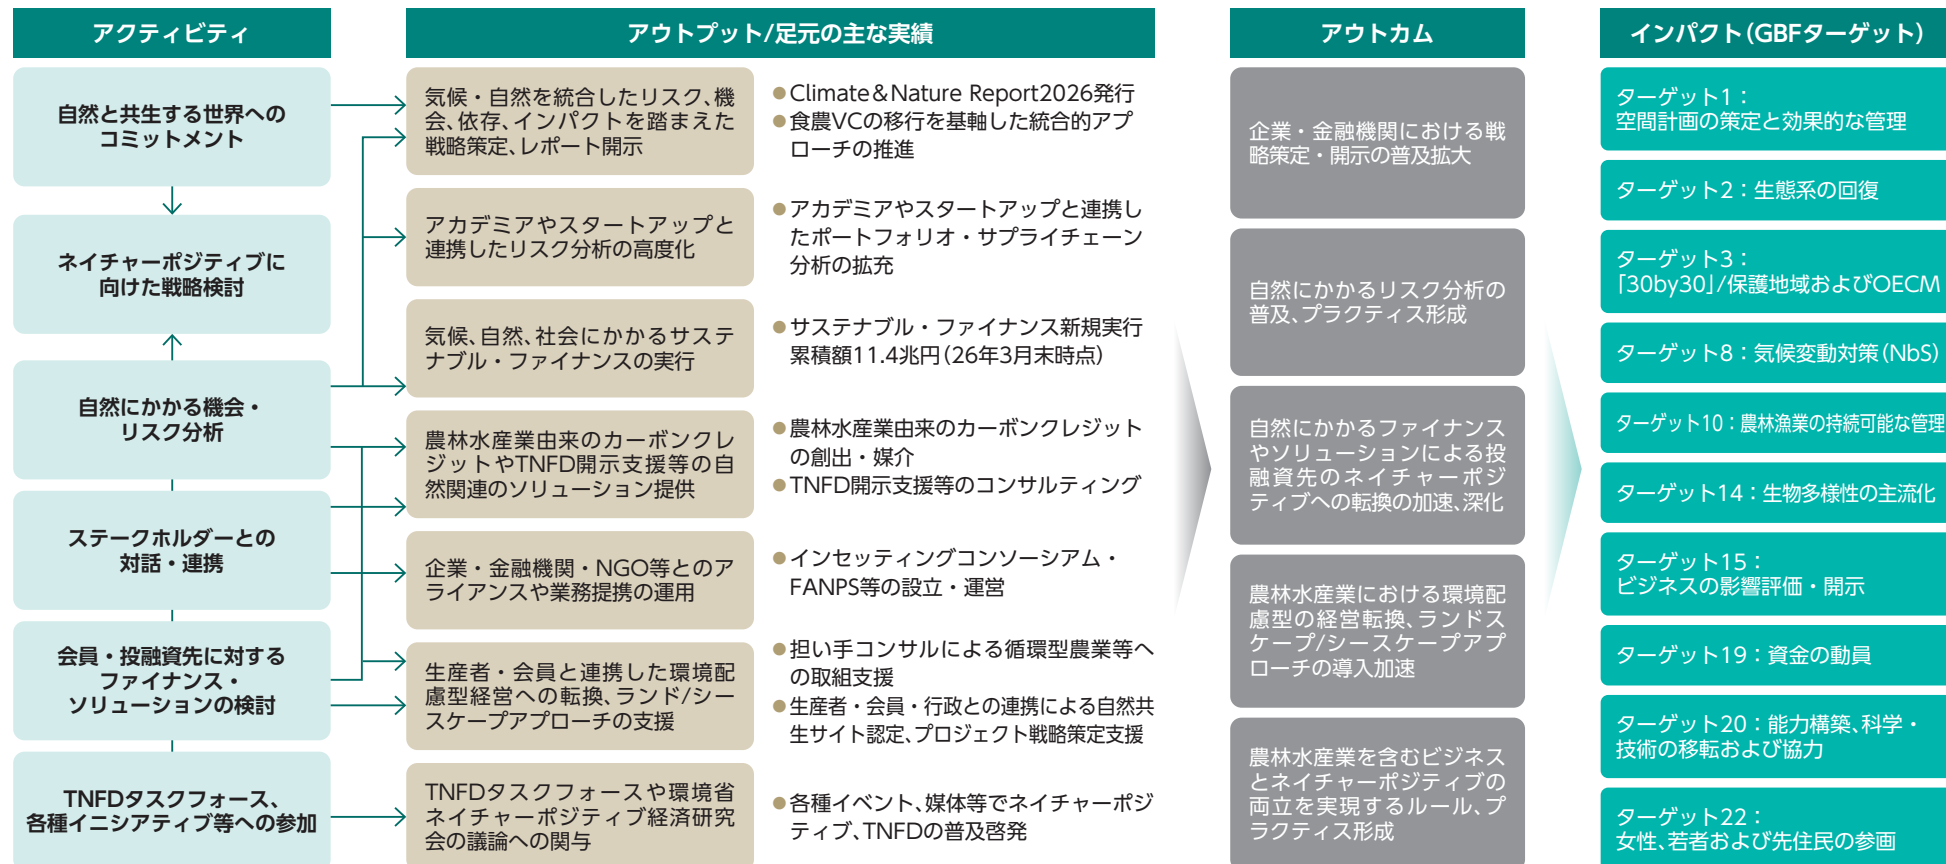 アクティビティ
自然と共生する世界への
コミットメント
ネイチャーポジティブに
向けた戦略検討
自然にかかる機会・
リスク分析
ステークホルダーとの
対話・連携
会員・投融資先に対する
ファイナンス・
ソリューションの検討
TNFDタスクフォース、
各種イニシアティブ等への参加
アウトプット/足元の主な実績
気候・自然を統合したリスク、機
会、依存、インパクトを踏まえた
戦略策定、レポート開示
●Climate&Nature Report2026発行
●食農VCの移行を基軸した統合的アプ
ローチの推進
アカデミアやスタートアップと
連携したリスク分析の高度化
●アカデミアやスタートアップと連携し
たポートフォリオ・サプライチェーン
分析の拡充
気候、自然、社会にかかるサステ
ナブル・ファイナンスの実行
●サステナブル・ファイナンス新規実行
累積額11.4兆円(26年3月末時点)
農林水産業由来のカーボンクレ
ジットやTNFD開示支援等の自
然関連のソリューション提供
●農林水産業由来のカーボンクレジット
の創出・媒介
●TNFD開示支援等のコンサルティング
企業・金融機関・NGO等とのア
ライアンスや業務提携の運用
●インセッティングコンソーシアム・
FANPS等の設立・運営
生産者・会員と連携した環境配
慮型経営への転換、ランド/シー
スケープアプローチの支援
●担い手コンサルによる循環型農業等へ
の取組支援
●生産者・会員・行政との連携による自然共
生サイト認定、プロジェクト戦略策定支援
TNFDタスクフォースや環境省
ネイチャーポジティブ経済研究
会の議論への関与
●各種イベント、媒体等でネイチャーポジ
ティブ、TNFDの普及啓発
アウトカム
企業・金融機関における戦
略策定・開示の普及拡大
自然にかかるリスク分析の
普及、プラクティス形成
自然にかかるファイナンス
やソリューションによる投
融資先のネイチャーポジ
ティブへの転換の加速、深化
農林水産業における環境配
慮型の経営転換、ランドス
ケープ/シースケープアプ
ローチの導入加速
農林水産業を含むビジネス
とネイチャーポジティブの
両立を実現するルール、プ
ラクティス形成
インパクト(GBFターゲット)
ターゲット1：
空間計画の策定と効果的な管理
ターゲット2：生態系の回復
ターゲット3：
「30by30」/保護地域およびOECM
ターゲット8：気候変動対策(NbS)
ターゲット10：農林漁業の持続可能な管理
ターゲット14：生物多様性の主流化
ターゲット15：
ビジネスの影響評価・開示
ターゲット19：資金の動員
ターゲット20：能力構築、科学・
技術の移転および協力
ターゲット22：
女性、若者および先住民の参画